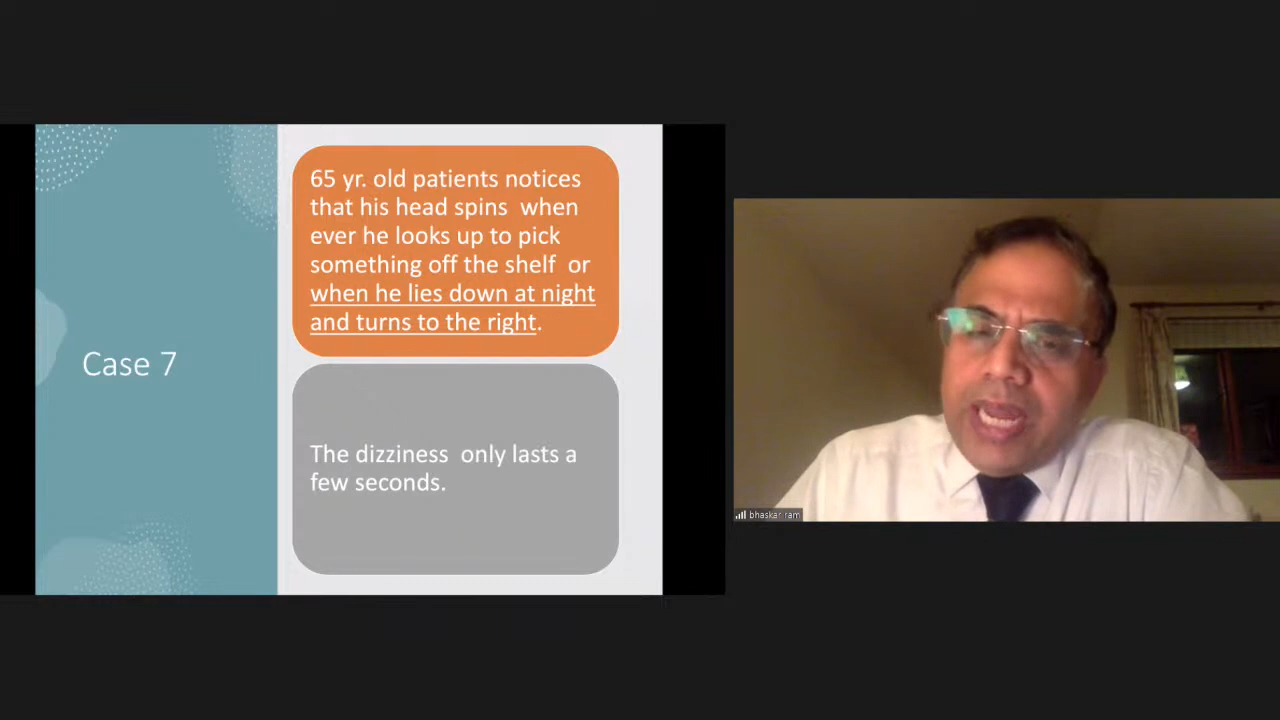 Case 7
65 yr. old patients notices
that his head spins when
ever he looks up to pick
something off the shelf or
when he lies down at night
and turns to the right.
The dizziness only lasts a
few seconds.
bhaskar ram